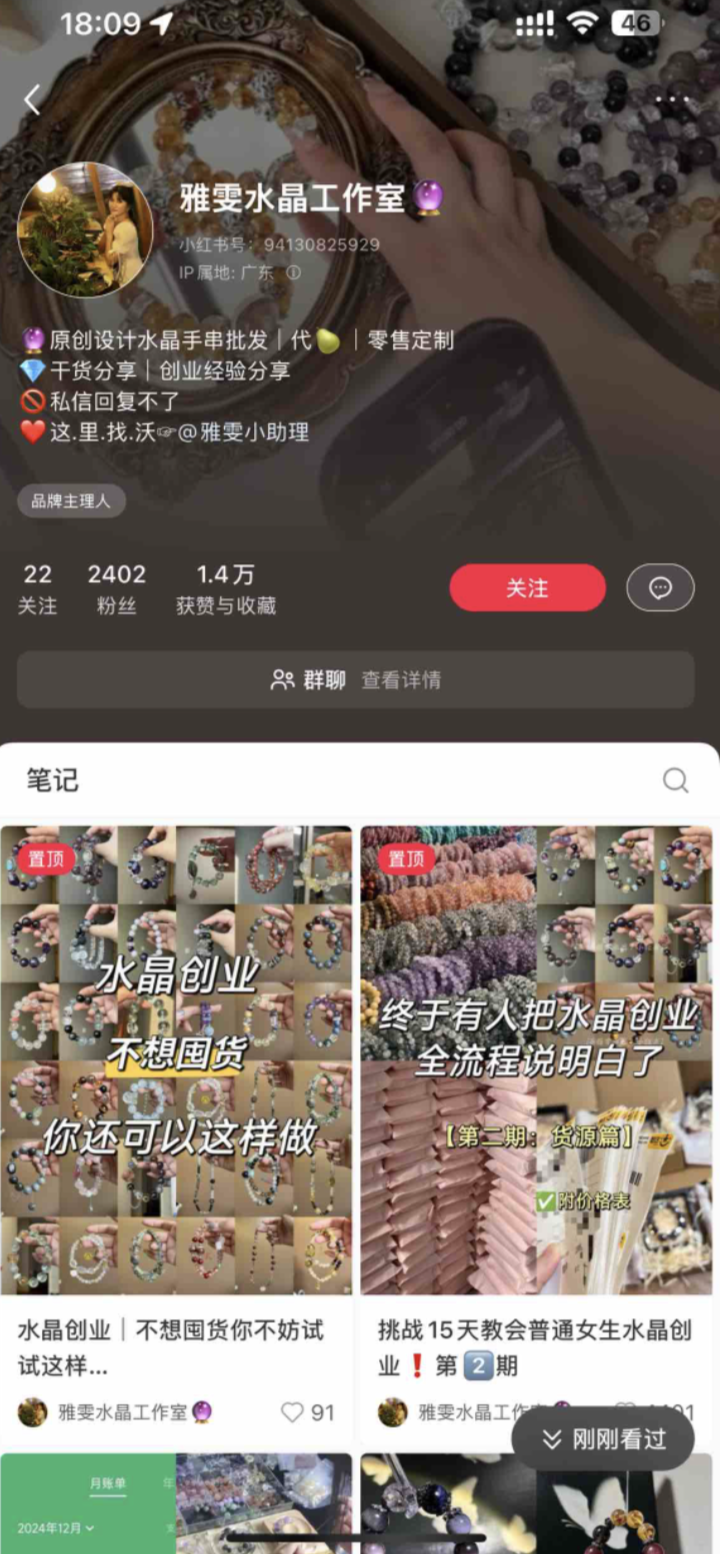 18:09
46
雅雯水晶工作室🔮
小红书号：94130825929
IP属地: 广东
🔮原创设计水晶手串批发｜代🍐｜零售定制
💎干货分享｜创业经验分享
🚫私信回复不了
❤️这.里.找.沃☞@雅雯小助理
品牌主理人
22 2402 1.4万
关注 粉丝 获赞与收藏
关注
群聊 查看详情
笔记
置顶
水晶创业
不想囤货
你还可以这样做
水晶创业｜不想囤货你不妨试
试这样...
雅雯水晶工作室🔮 91
置顶
终于有人把水晶创业
全流程说明白了
【第二期：货源篇】
✅附价格表
挑战15天教会普通女生水晶创
业❗第2️⃣期
雅雯水晶工作
刚刚看过
月账单 年
2024年12月